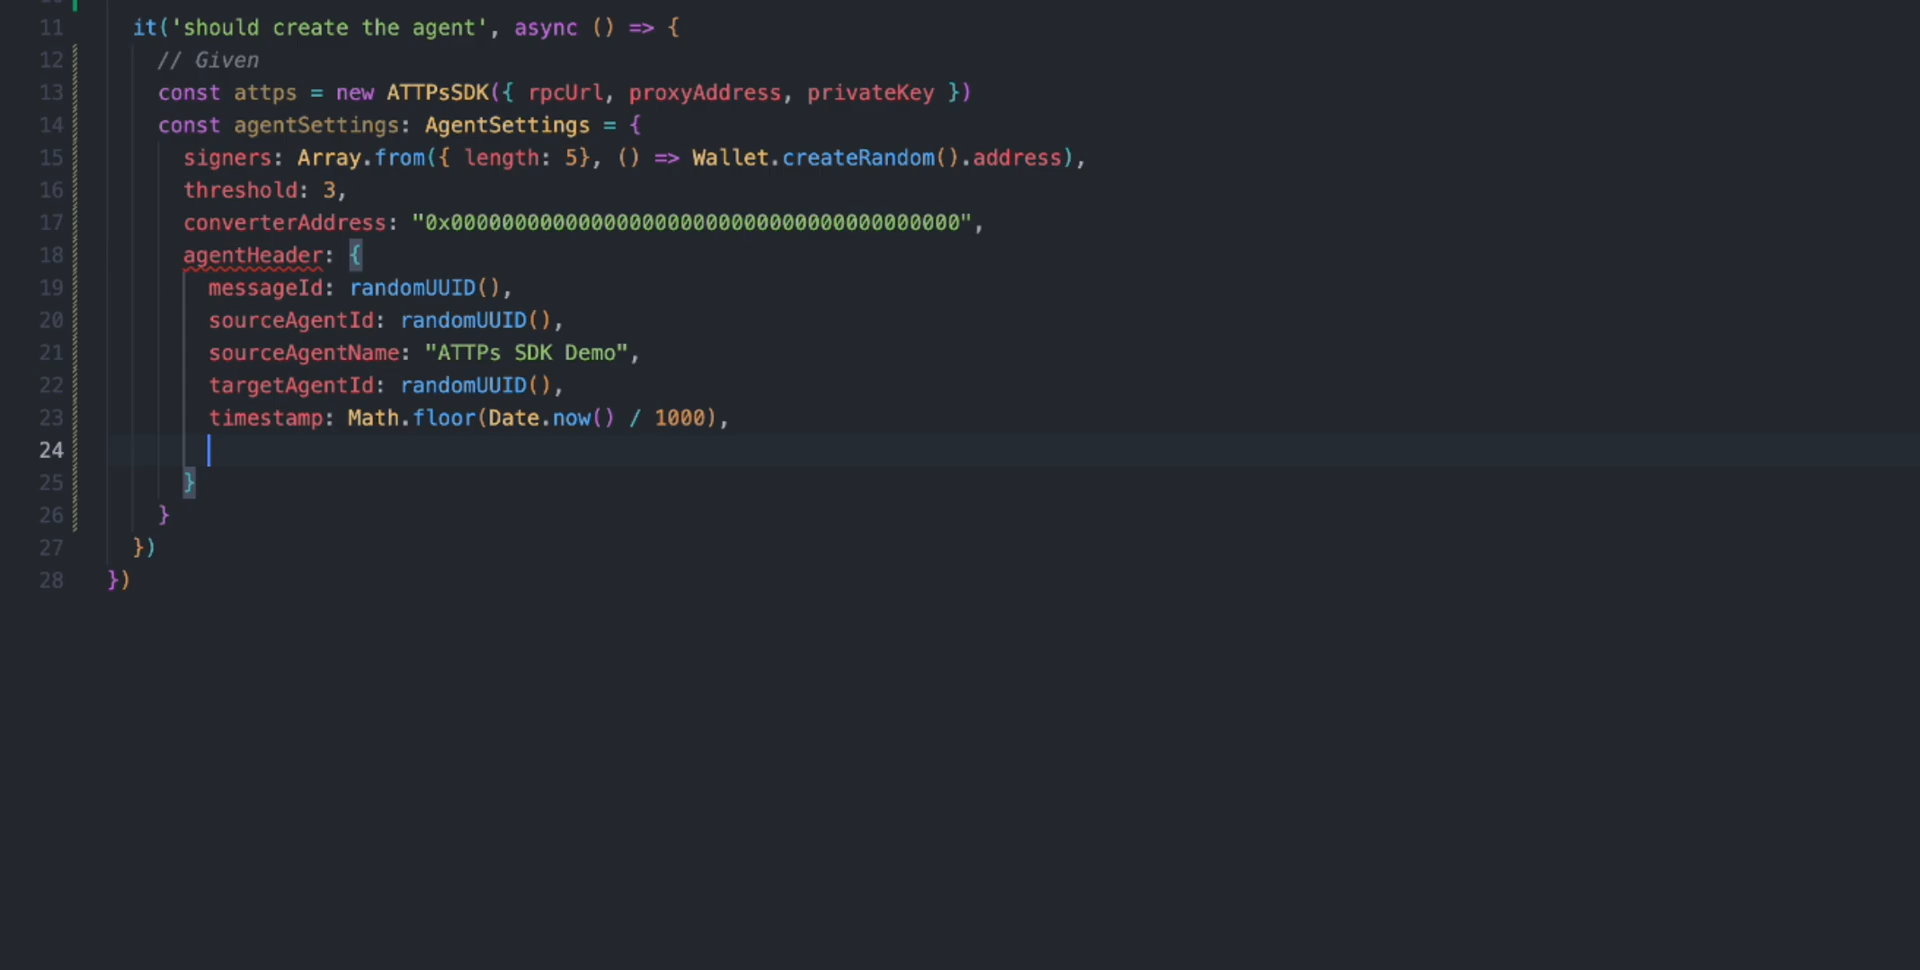 11 it('should create the agent', async () => {
12 // Given
13 const attps = new ATTPsSDK({ rpcUrl, proxyAddress, privateKey })
14 const agentSettings: AgentSettings = {
15 signers: Array.from({ length: 5}, () => Wallet.createRandom().address),
16 threshold: 3,
17 converterAddress: "0x0000000000000000000000000000000000000000",
18 agentHeader: {
19 messageId: randomUUID(),
20 sourceAgentId: randomUUID(),
21 sourceAgentName: "ATTPs SDK Demo",
22 targetAgentId: randomUUID(),
23 timestamp: Math.floor(Date.now() / 1000),
24
25 }
26 }
27 })
28 })